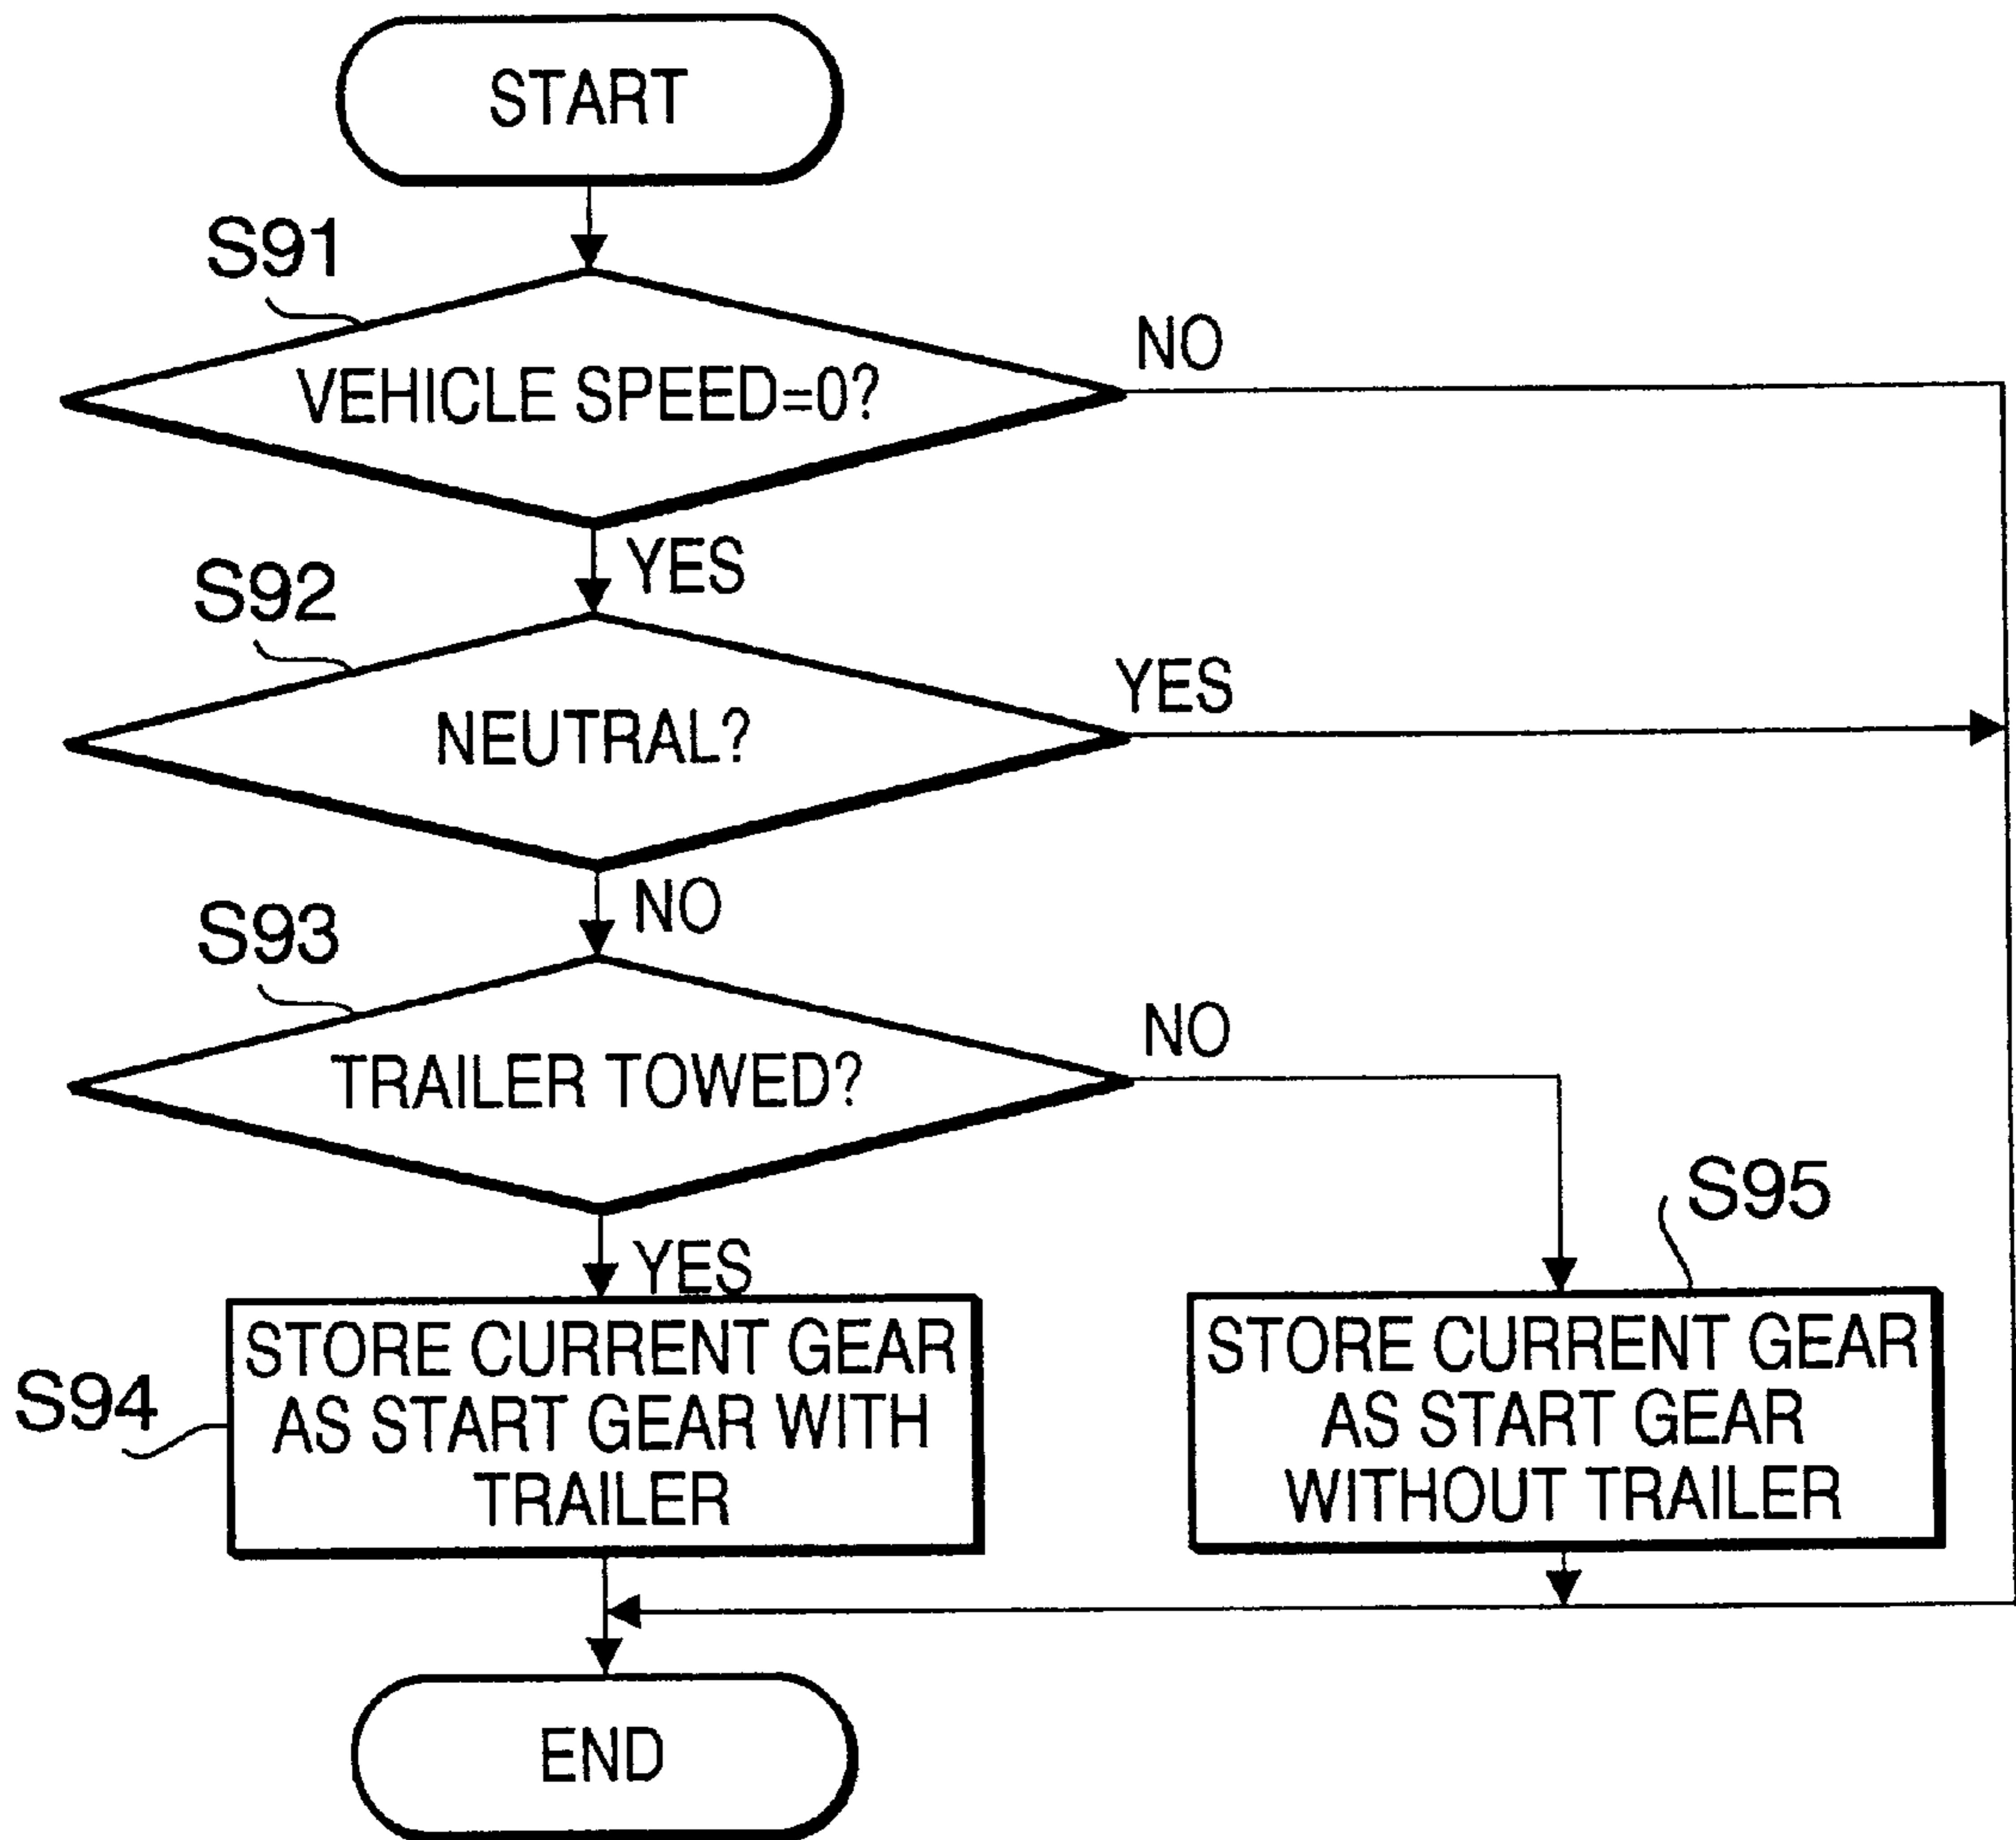 START
S91
VEHICLE SPEED=0?
NO
YES
S92
NEUTRAL?
YES
NO
S93
TRAILER TOWED?
NO
YES
S94
STORE CURRENT GEAR
AS START GEAR WITH
TRAILER
S95
STORE CURRENT GEAR
AS START GEAR
WITHOUT TRAILER
END